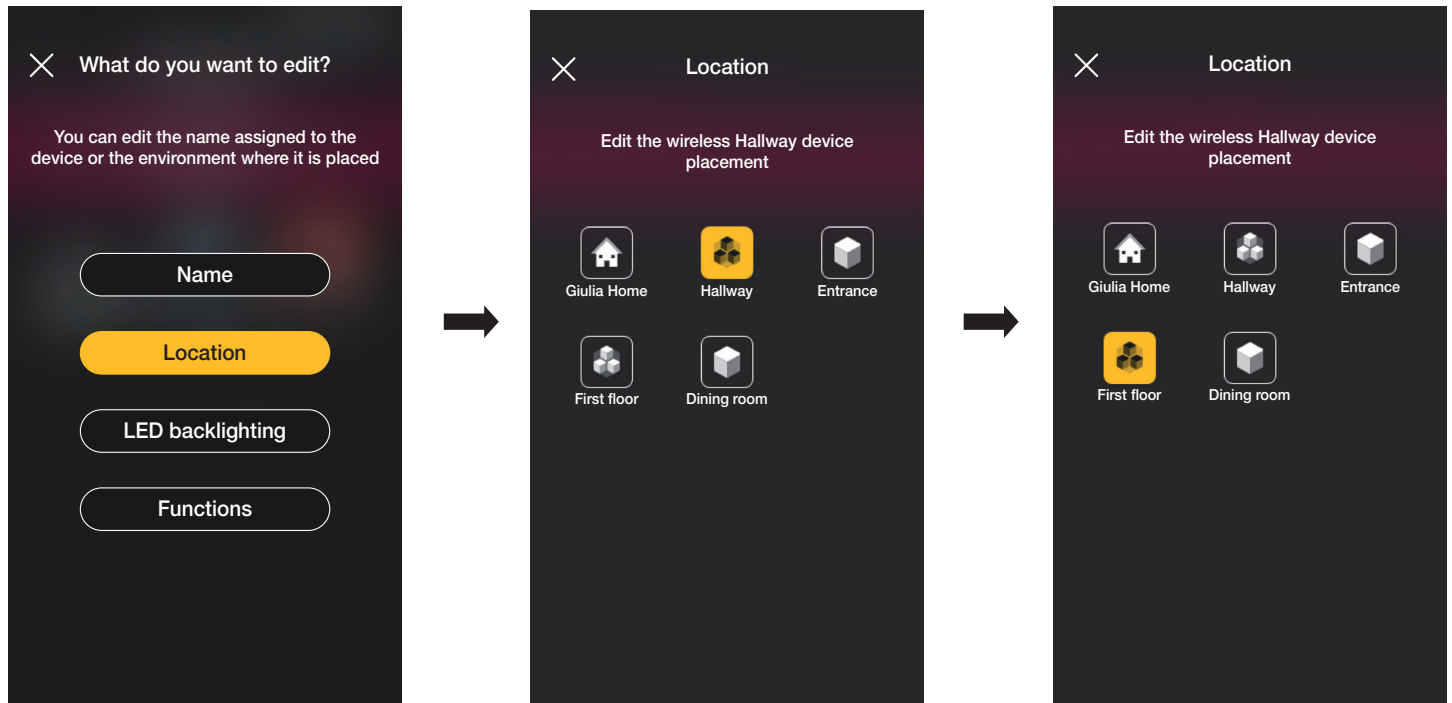 What do you want to edit?
You can edit the name assigned to the
device or the environment where it is placed
Name
Location
LED backlighting
Functions
Location
Edit the wireless Hallway device
placement
Giulia Home
Hallway
Entrance
First floor
Dining room
Location
Edit the wireless Hallway device
placement
Giulia Home
Hallway
Entrance
First floor
Dining room